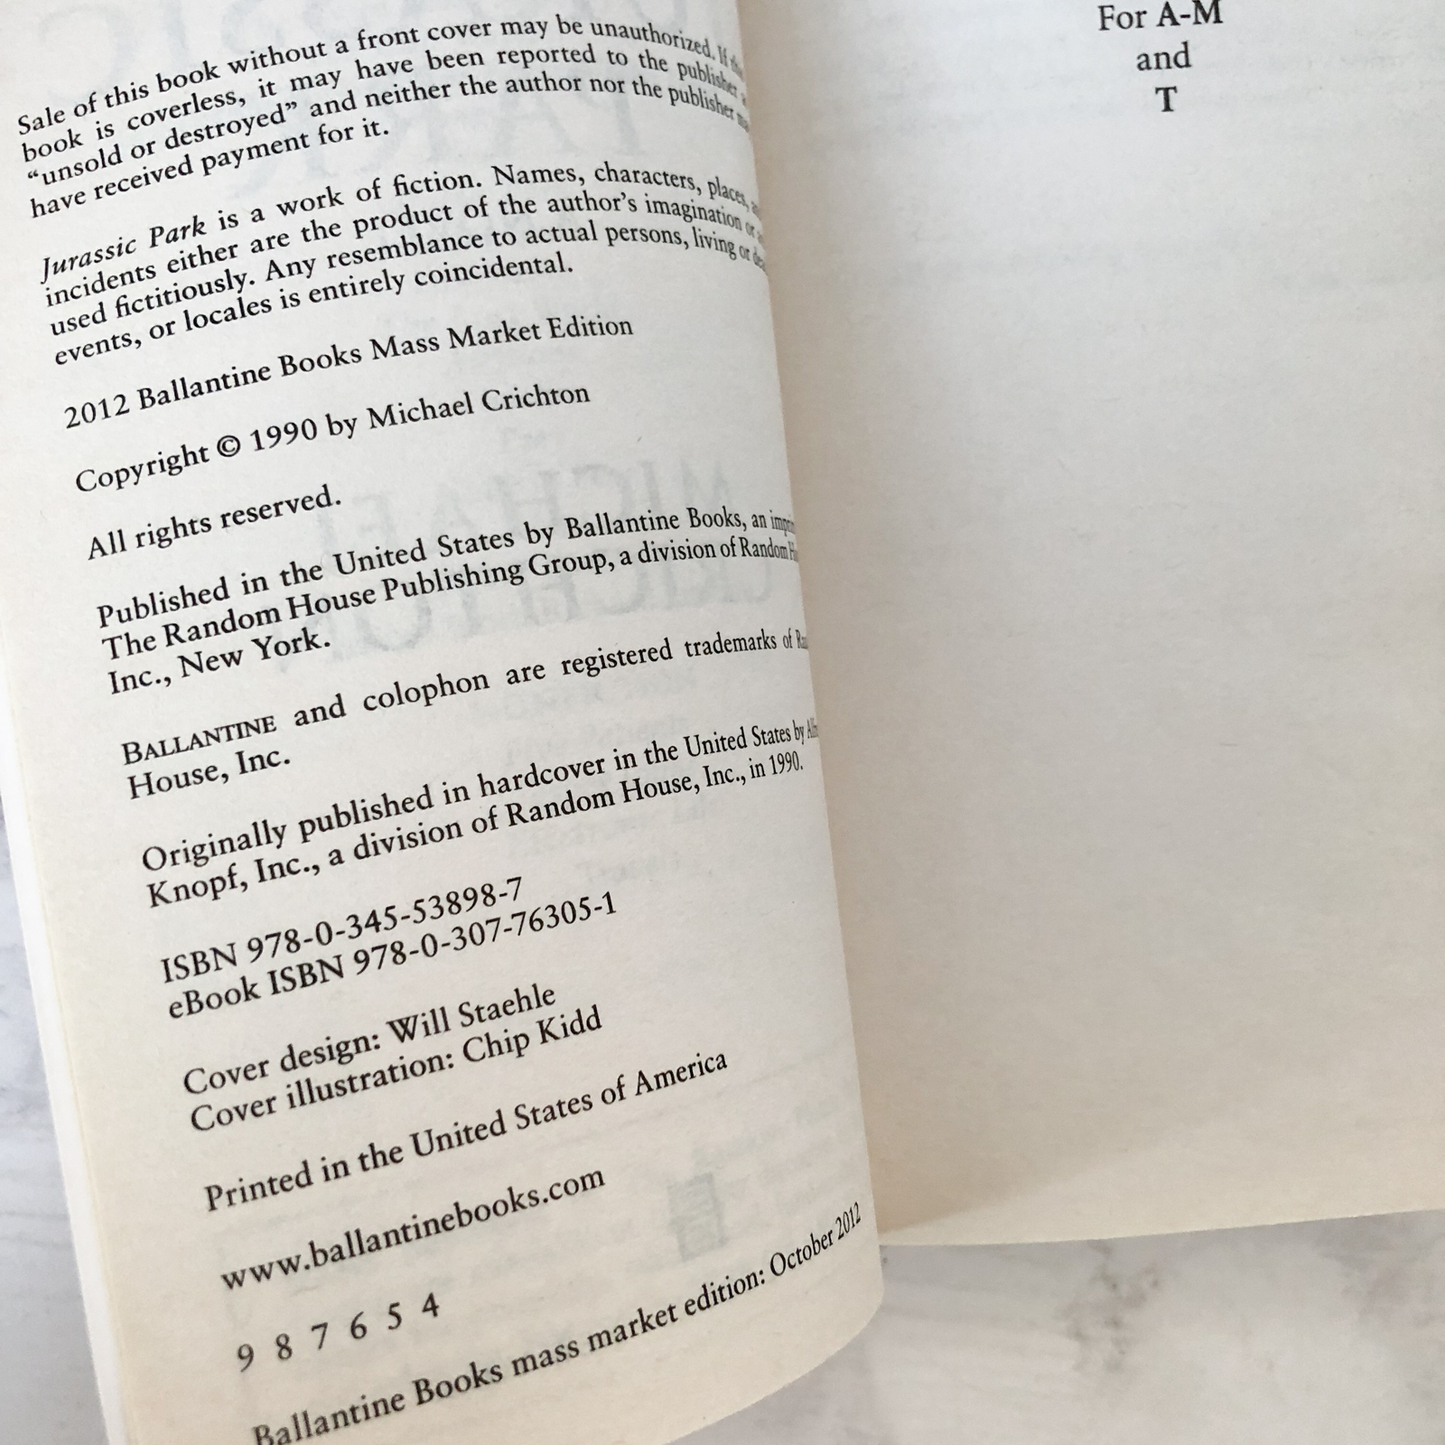 Sale of this book without a front cover may be unauthorized. If this
book is coverless, it may have been reported to the publisher
“unsold or destroyed” and neither the author nor the publisher may
have received payment for it.
Jurassic Park is a work of fiction. Names, characters, places,
incidents either are the product of the author’s imagination or
used fictitiously. Any resemblance to actual persons, living or
events, or locales is entirely coincidental.
2012 Ballantine Books Mass Market Edition
Copyright © 1990 by Michael Crichton
All rights reserved.
Published in the United States by Ballantine Books, an
The Random House Publishing Group, a division of Random
Inc., New York.
BALLANTINE and colophon are registered trademarks of
House, Inc.
Originally published in hardcover in the United States by
Knopf, Inc., a division of Random House, Inc., in 1990.
ISBN 978-0-345-53898-7
eBook ISBN 978-0-307-76305-1
Cover design: Will Staehle
Cover illustration: Chip Kidd
Printed in the United States of America
www.ballantinebooks.com
9 8 7 6 5 4
Ballantine Books mass market edition: October 2012
For A-M
and
T